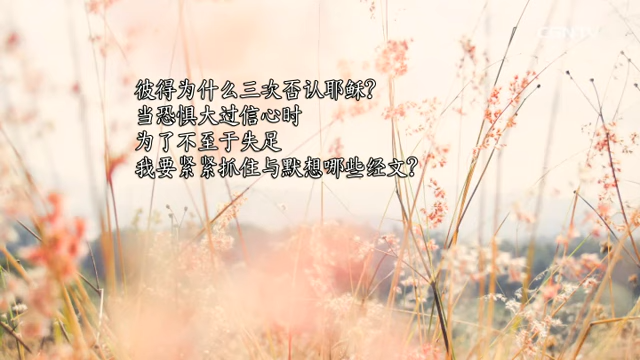 CGNTV
彼得为什么三次否认耶稣?
当恐惧大过信心时
为了不至于失足
我要紧紧抓住与默想哪些经文?